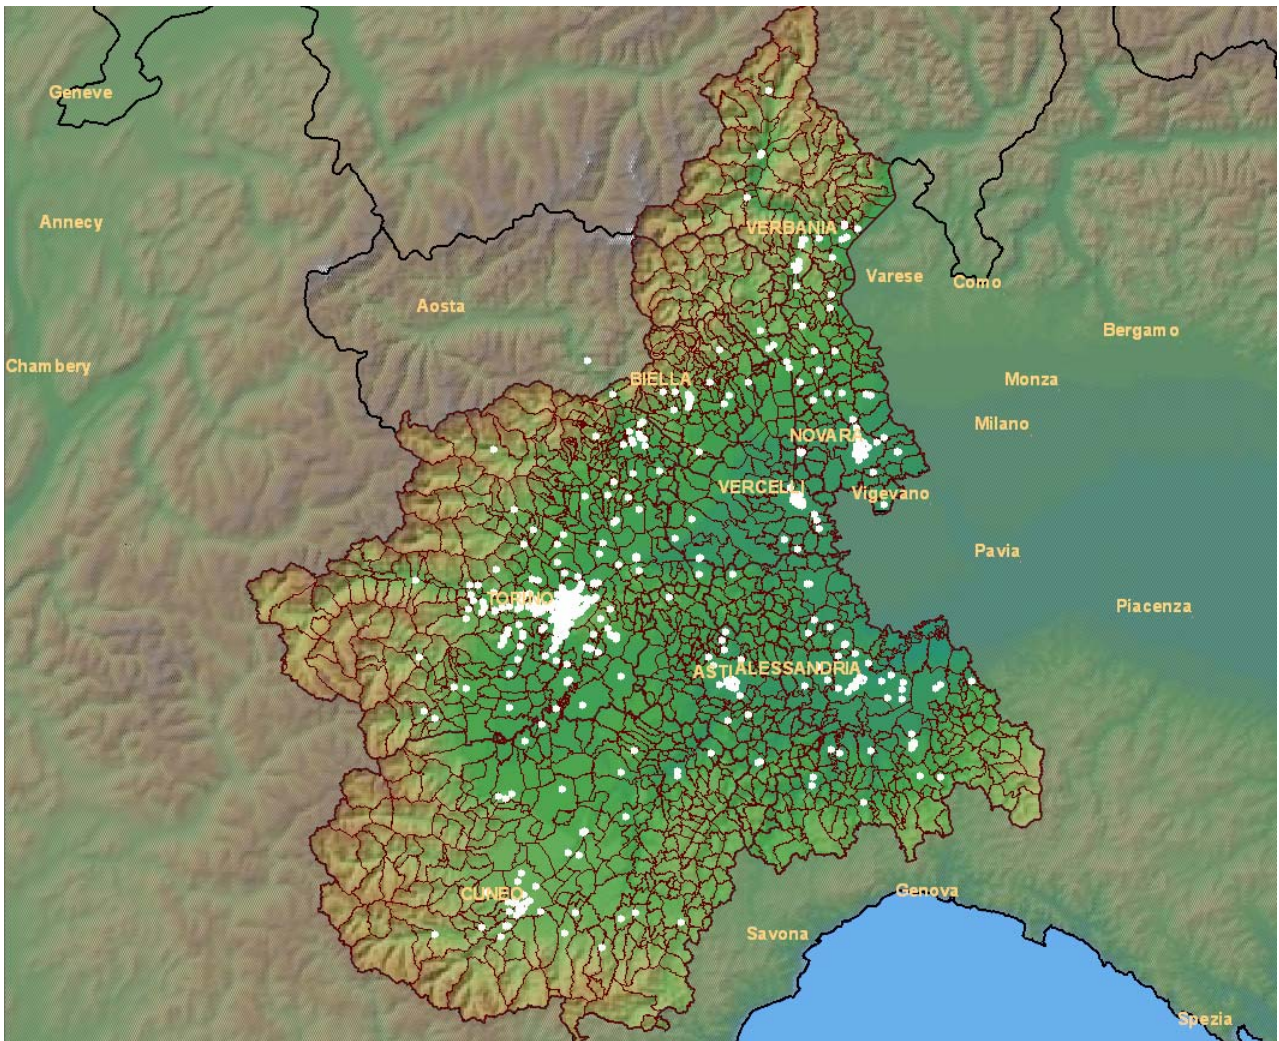 Geneve
Annecy
VERBANIA
Varese
Como
Aosta
Bergamo
Chambery
BIELLA
Monza
Milano
NOVARA
VERCELLI
Vigevano
Pavia
TORINO
Piacenza
ASTI
ALESSANDRIA
CUNEO
Genova
Savona
Spezia